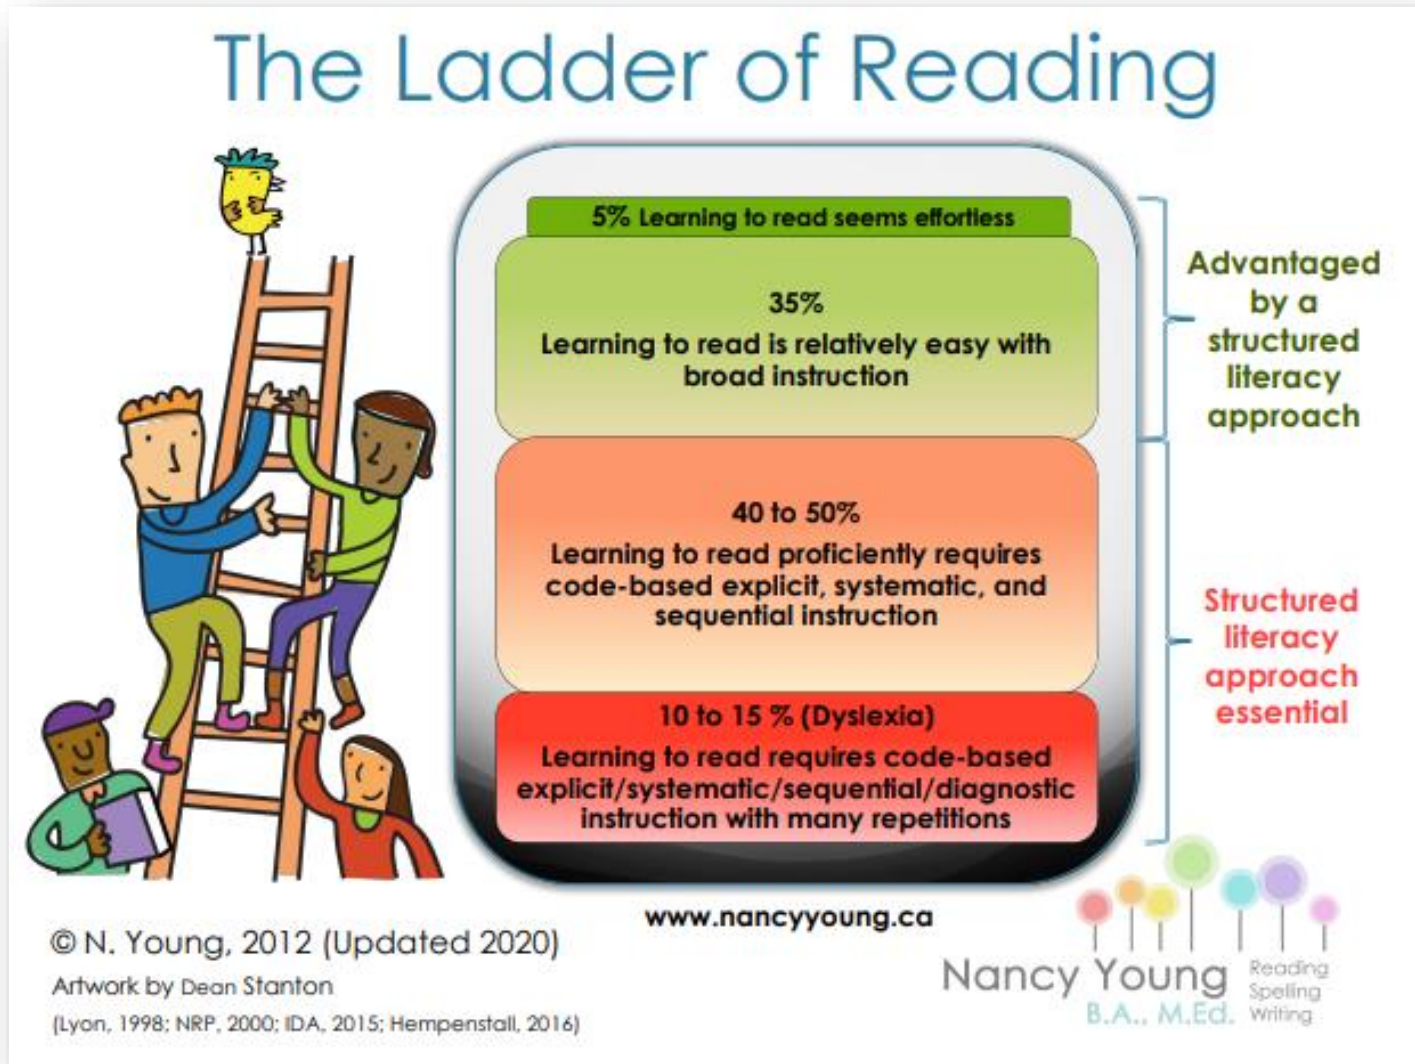 The Ladder of Reading
5% Learning to read seems effortless
35%
Learning to read is relatively easy with
broad instruction
Advantaged
by a
structured
literacy
approach
40 to 50%
Learning to read proficiently requires
code-based explicit, systematic, and
sequential instruction
10 to 15 % (Dyslexia)
Learning to read requires code-based
explicit/systematic/sequential/diagnostic
instruction with many repetitions
Structured
literacy
approach
essential
www.nancyyoung.ca
© N. Young, 2012 (Updated 2020)
Artwork by Dean Stanton
(Lyon, 1998; NRP, 2000; IDA, 2015; Hempenstall, 2016)
Nancy Young
B.A., M.Ed.
Reading
Spelling
Writing